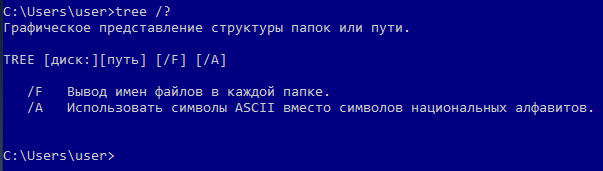 C:\Users\user>tree /?
Графическое представление структуры папок или пути.
TREE [диск:][путь] [/F] [/A]
/F Вывод имен файлов в каждой папке.
/A Использовать символы ASCII вместо символов национальных алфавитов.
C:\Users\user>